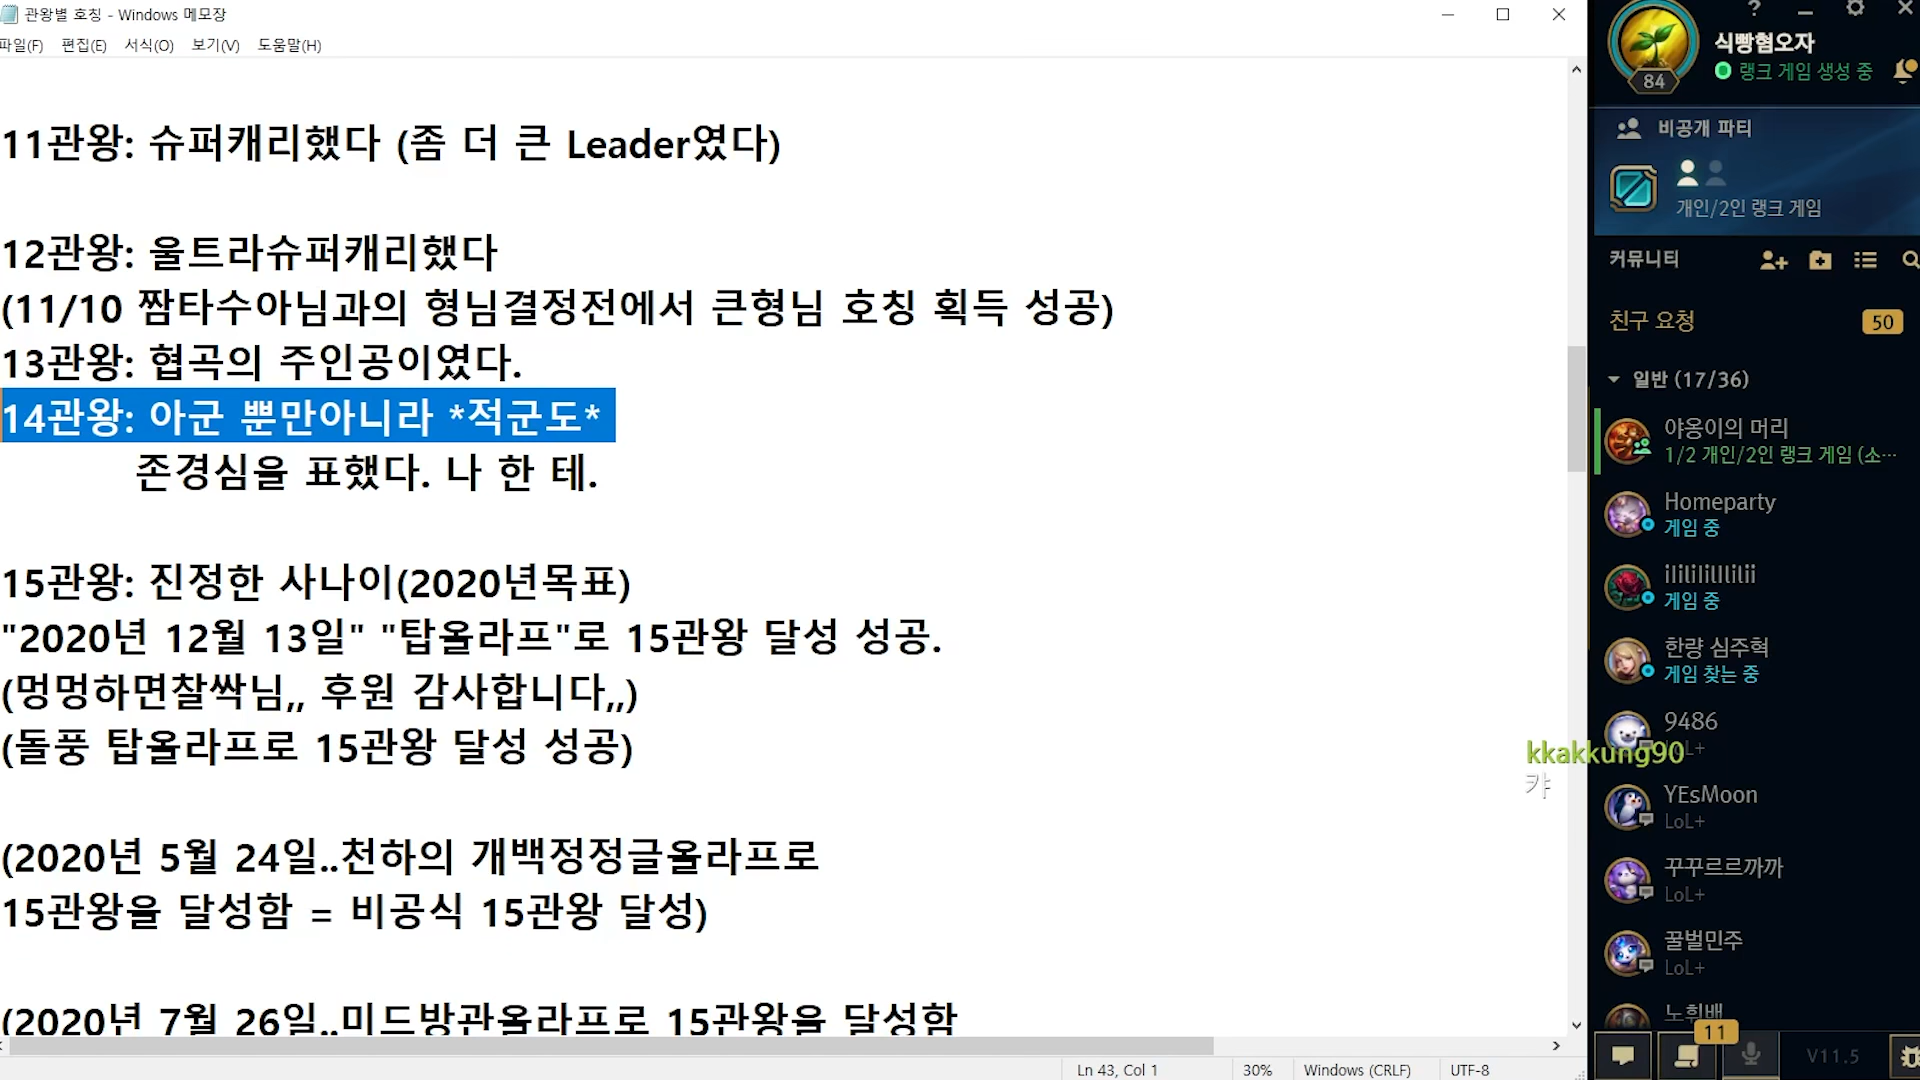 관왕별 호칭 - Windows 메모장
파일(F) 편집(E) 서식(O) 보기(V) 도움말(H)
11관왕: 슈퍼캐리했다 (좀 더 큰 Leader였다)
12관왕: 울트라슈퍼캐리했다
(11/10 짬타수아님과의 형님결정전에서 큰형님 호칭 획득 성공)
13관왕: 협곡의 주인공이였다.
14관왕: 아군 뿐만아니라 *적군도*
존경심을 표했다. 나 한 테.
15관왕: 진정한 사나이(2020년목표)
"2020년 12월 13일" "탑올라프"로 15관왕 달성 성공.
(멍멍하면찰싹님,, 후원 감사합니다,,)
(돌풍 탑올라프로 15관왕 달성 성공)
(2020년 5월 24일..천하의 개백정정글올라프로
15관왕을 달성함 = 비공식 15관왕 달성)
(2020년 7월 26일..미드방관올라프로 15관왕을 달성함
Ln 43, Col 1 30% Windows (CRLF) UTF-8
식빵혐오자
84 랭크 게임 생성 중
비공개 파티
개인/2인 랭크 게임
커뮤니티
친구 요청 50
일반 (17/36)
야옹이의 머리
1/2 개인/2인 랭크 게임 (소…
Homeparty
게임 중
게임 중
한량 심주혁
게임 찾는 중
9486
LoL+
kkakkung90
캬
YEsMoon
LoL+
꾸꾸르르까까
LoL+
꿀벌민주
LoL+
노휘배
11
V11.5